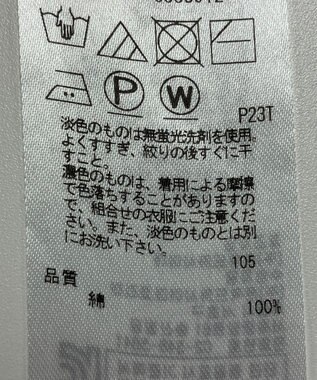 P
W
P23T
淡色のものは無蛍光洗剤を使用。
よくすすぎ、絞りの後すぐに干
すこと。
濃色のものは、着用による摩擦
で色落ちすることがありますの
で、組合せの衣服にご注意くだ
さい。また、淡色のものとは別
にお洗い下さい。
105
品質
綿 100%